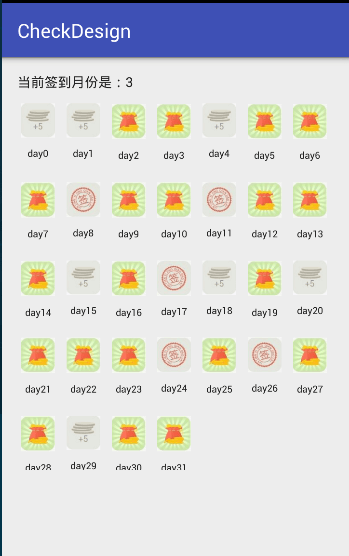 CheckDesign
当前签到月份是：3
+5 +5 +5
day0 day1 day2 day3 day4 day5 day6
签 签
day7 day8 day9 day10 day11 day12 day13
+5 签 +5 +5
day14 day15 day16 day17 day18 day19 day20
签 签
day21 day22 day23 day24 day25 day26 day27
+5
day28 day29 day30 day31